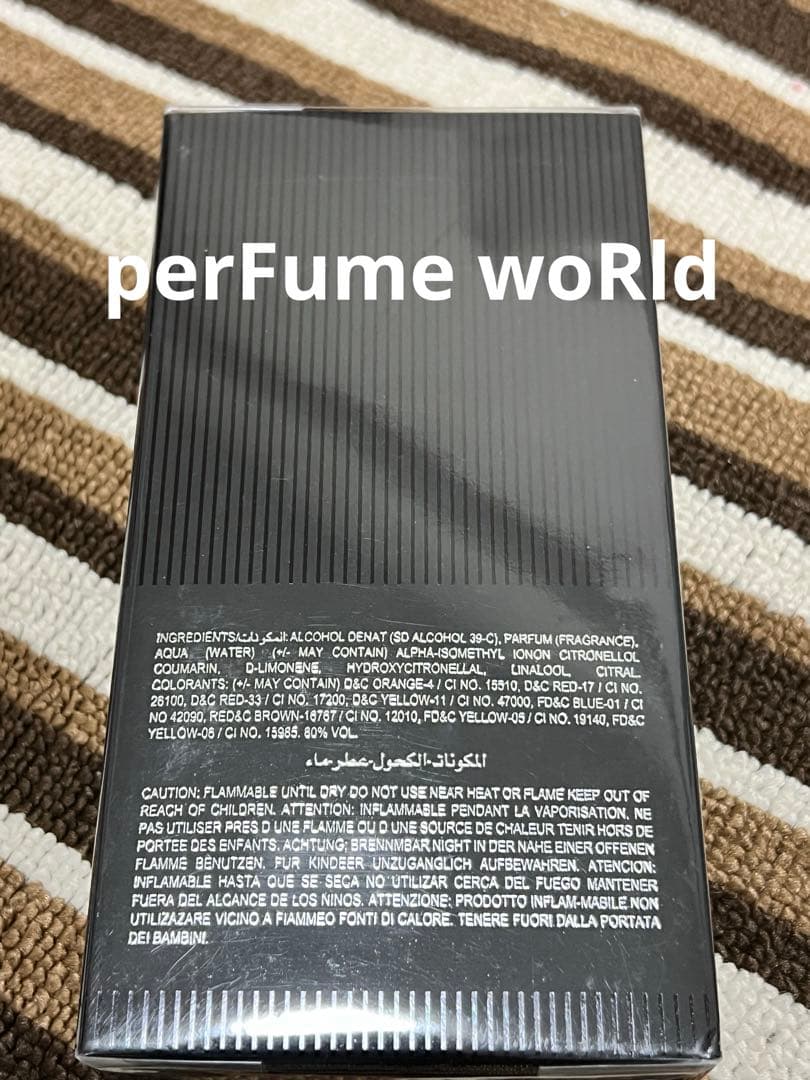 perFume woRld
INGREDIENTS/المكونات: ALCOHOL DENAT (SD ALCOHOL 39-C), PARFUM (FRAGRANCE),
AQUA (WATER) (+/- MAY CONTAIN) ALPHA-ISOMETHYL IONON CITRONELLOL
COUMARIN, D-LIMONENE, HYDROXYCITRONELLAL, LINALOOL, CITRAL.
COLORANTS: (+/- MAY CONTAIN) D&C ORANGE-4 / CI NO. 15510, D&C RED-17 / CI NO.
26100, D&C RED-33 / CI NO. 17200, D&C YELLOW-11 / CI NO. 47000, FD&C BLUE-01 / CI
NO 42090, RED&C BROWN-16767 / CI NO. 12010, FD&C YELLOW-05 / CI NO. 19140, FD&C
YELLOW-06 / CI NO. 15985. 80% VOL.
المكونات-الكحول-عطر-ماء
CAUTION: FLAMMABLE UNTIL DRY DO NOT USE NEAR HEAT OR FLAME KEEP OUT OF
REACH OF CHILDREN. ATTENTION: INFLAMMABLE PENDANT LA VAPORISATION. NE
PAS UTILISER PRES D UNE FLAMME OU D UNE SOURCE DE CHALEUR TENIR HORS DE
PORTEE DES ENFANTS. ACHTUNG; BRENNMBAR NIGHT IN DER NAHE EINER OFFENEN
FLAMME BENUTZEN. FUR KINDEER UNZUGANGLICH AUFBEWAHREN. ATENCION:
INFLAMABLE HASTA QUE SE SECA NO UTILIZAR CERCA DEL FUEGO MANTENER
FUERA DEL ALCANCE DE LOS NINOS. ATTENZIONE; PRODOTTO INFLAM-MABILE NON
UTILIZAZARE VICINO A FIAMMEO FONTI DI CALORE. TENERE FUORI DALLA PORTATA
DEI BAMBINI.